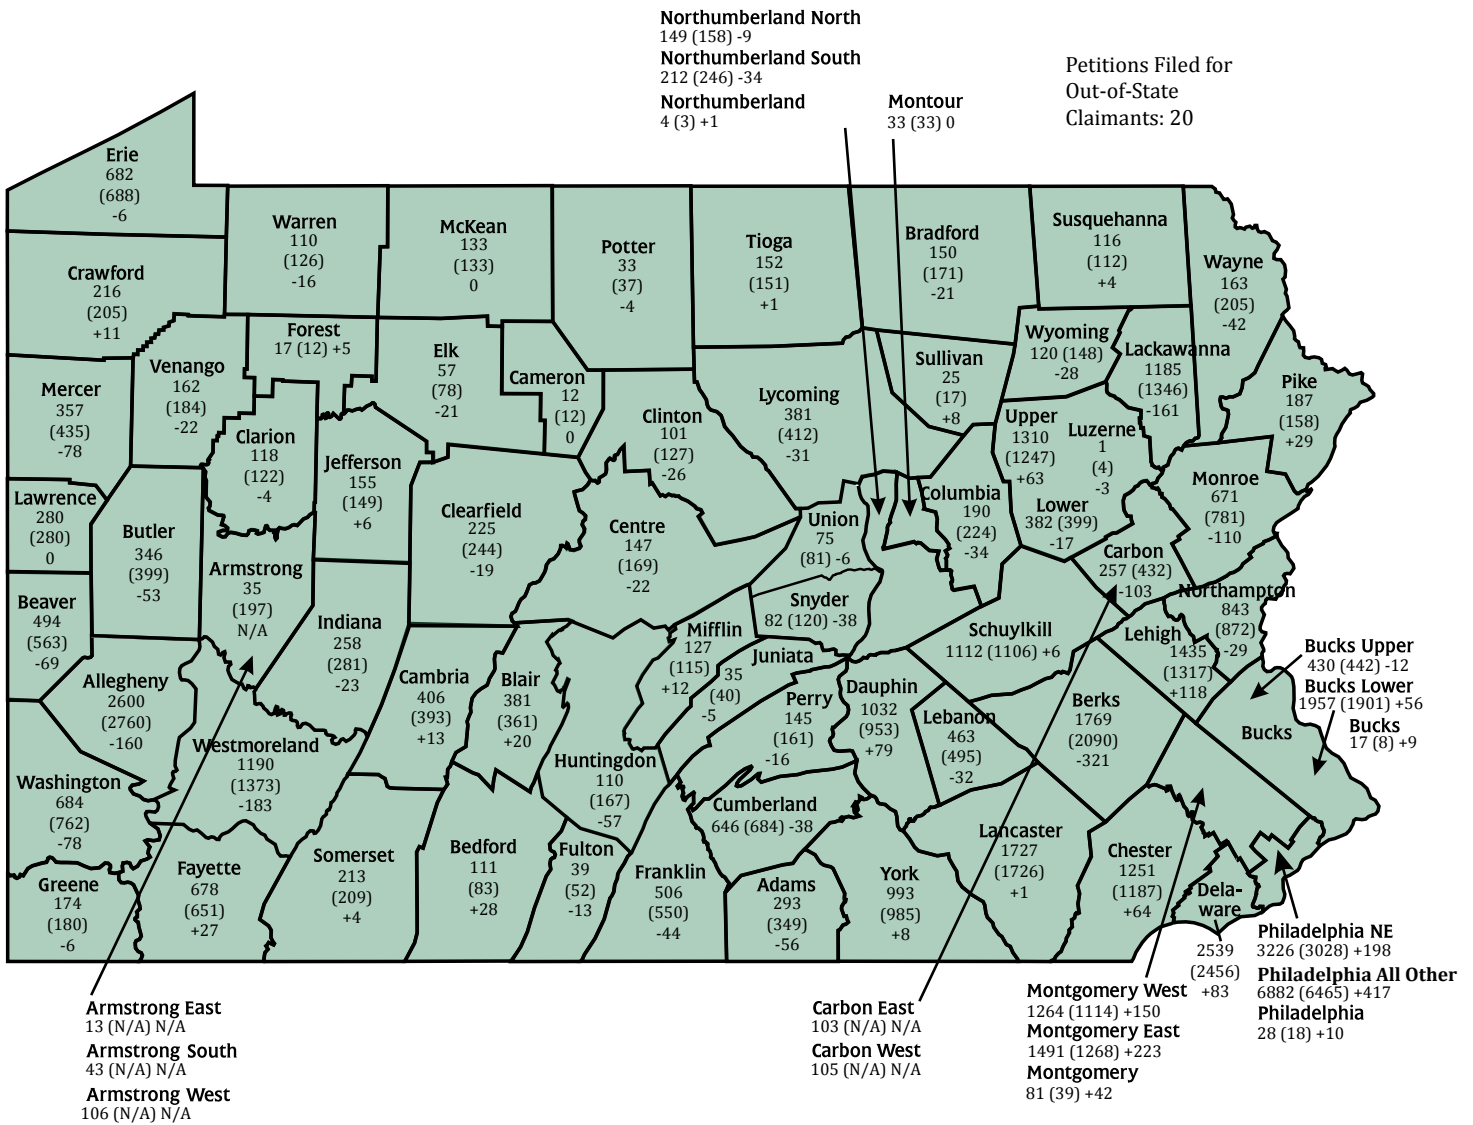 Northumberland North
149 (158) -9
Northumberland South
212 (246) -34
Northumberland
4 (3) +1
Montour
33 (33) 0
Petitions Filed for
Out-of-State
Claimants: 20
Erie
682
(688)
-6
Crawford
216
(205)
+11
Warren
110
(126)
-16
McKean
133
(133)
0
Potter
33
(37)
-4
Tioga
152
(151)
+1
Bradford
150
(171)
-21
Susquehanna
116
(112)
+4
Wayne
163
(205)
-42
Forest
17 (12) +5
Venango
162
(184)
-22
Elk
57
(78)
-21
Cameron
12
(12)
0
Sullivan
25
(17)
+8
Wyoming
120 (148)
-28
Lackawanna
1185
(1346)
-161
Pike
187
(158)
+29
Mercer
357
(435)
-78
Clarion
118
(122)
-4
Jefferson
155
(149)
+6
Clinton
101
(127)
-26
Lycoming
381
(412)
-31
Upper
1310
(1247)
+63
Luzerne
1
(4)
-3
Lower
382 (399)
-17
Monroe
671
(781)
-110
Lawrence
280
(280)
0
Butler
346
(399)
-53
Armstrong
35
(197)
N/A
Clearfield
225
(244)
-19
Centre
147
(169)
-22
Union
75
(81) -6
Columbia
190
(224)
-34
Carbon
257 (432)
-103
Northampton
843
(872)
-29
Beaver
494
(563)
-69
Indiana
258
(281)
-23
Snyder
82 (120) -38
Mifflin
127
(115)
+12
Juniata
35
(40)
-5
Schuylkill
1112 (1106) +6
Lehigh
1435
(1317)
+118
Bucks Upper
430 (442) -12
Bucks Lower
1957 (1901) +56
Bucks
17 (8) +9
Bucks
Allegheny
2600
(2760)
-160
Cambria
406
(393)
+13
Blair
381
(361)
+20
Perry
145
(161)
-16
Dauphin
1032
(953)
+79
Lebanon
463
(495)
-32
Berks
1769
(2090)
-321
Westmoreland
1190
(1373)
-183
Huntingdon
110
(167)
-57
Washington
684
(762)
-78
Cumberland
646 (684) -38
Lancaster
1727
(1726)
+1
Chester
1251
(1187)
+64
Greene
174
(180)
-6
Fayette
678
(651)
+27
Somerset
213
(209)
+4
Bedford
111
(83)
+28
Fulton
39
(52)
-13
Franklin
506
(550)
-44
Adams
293
(349)
-56
York
993
(985)
+8
Dela-
ware
2539
(2456)
+83
Philadelphia NE
3226 (3028) +198
Philadelphia All Other
6882 (6465) +417
Philadelphia
28 (18) +10
Armstrong East
13 (N/A) N/A
Armstrong South
43 (N/A) N/A
Armstrong West
106 (N/A) N/A
Carbon East
103 (N/A) N/A
Carbon West
105 (N/A) N/A
Montgomery West
1264 (1114) +150
Montgomery East
1491 (1268) +223
Montgomery
81 (39) +42